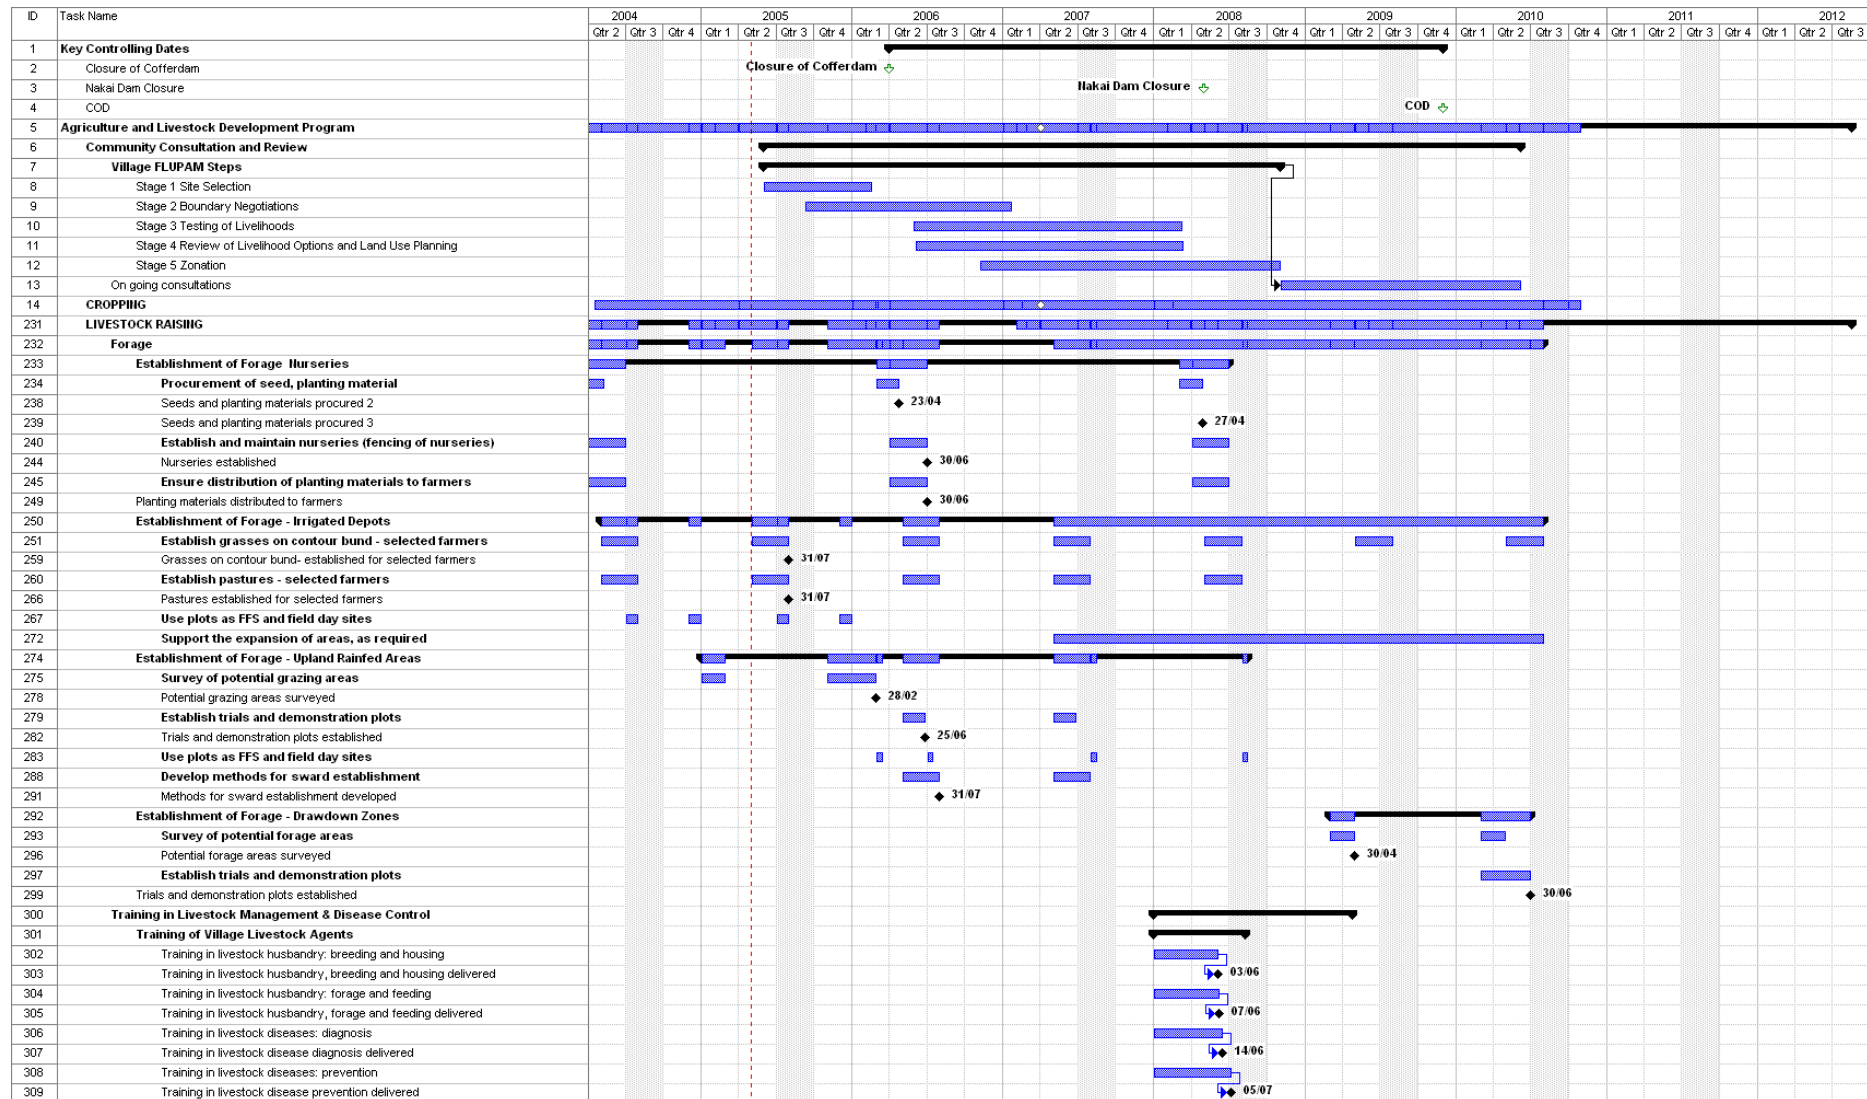 ID Task Name 2004 2005 2006 2007 2008 2009 2010 2011 2012
Qtr 2 Qtr 3 Qtr 4 Qtr 1 Qtr 2 Qtr 3 Qtr 4 Qtr 1 Qtr 2 Qtr 3 Qtr 4 Qtr 1 Qtr 2 Qtr 3 Qtr 4 Qtr 1 Qtr 2 Qtr 3 Qtr 4 Qtr 1 Qtr 2 Qtr 3 Qtr 4 Qtr 1 Qtr 2 Qtr 3 Qtr 4 Qtr 1 Qtr 2 Qtr 3 Qtr 4 Qtr 1 Qtr 2 Qtr 3
1 Key Controlling Dates
2 Closure of Cofferdam Closure of Cofferdam
3 Nakai Dam Closure Nakai Dam Closure
4 COD COD
5 Agriculture and Livestock Development Program
6 Community Consultation and Review
7 Village FLUPAM Steps
8 Stage 1 Site Selection
9 Stage 2 Boundary Negotiations
10 Stage 3 Testing of Livelihoods
11 Stage 4 Review of Livelihood Options and Land Use Planning
12 Stage 5 Zonation
13 On going consultations
14 CROPPING
231 LIVESTOCK RAISING
232 Forage
233 Establishment of Forage Nurseries
234 Procurement of seed, planting material
238 Seeds and planting materials procured 2 23/04
239 Seeds and planting materials procured 3 27/04
240 Establish and maintain nurseries (fencing of nurseries)
244 Nurseries established 30/06
245 Ensure distribution of planting materials to farmers
249 Planting materials distributed to farmers 30/06
250 Establishment of Forage - Irrigated Depots
251 Establish grasses on contour bund - selected farmers
259 Grasses on contour bund- established for selected farmers 31/07
260 Establish pastures - selected farmers
266 Pastures established for selected farmers 31/07
267 Use plots as FFS and field day sites
272 Support the expansion of areas, as required
274 Establishment of Forage - Upland Rainfed Areas
275 Survey of potential grazing areas
278 Potential grazing areas surveyed 28/02
279 Establish trials and demonstration plots
282 Trials and demonstration plots established 25/06
283 Use plots as FFS and field day sites
288 Develop methods for sward establishment
291 Methods for sward establishment developed 31/07
292 Establishment of Forage - Drawdown Zones
293 Survey of potential forage areas
296 Potential forage areas surveyed 30/04
297 Establish trials and demonstration plots
299 Trials and demonstration plots established 30/06
300 Training in Livestock Management & Disease Control
301 Training of Village Livestock Agents
302 Training in livestock husbandry: breeding and housing
303 Training in livestock husbandry, breeding and housing delivered 03/06
304 Training in livestock husbandry: forage and feeding
305 Training in livestock husbandry, forage and feeding delivered 07/06
306 Training in livestock diseases: diagnosis
307 Training in livestock disease diagnosis delivered 14/06
308 Training in livestock diseases: prevention
309 Training in livestock disease prevention delivered 05/07